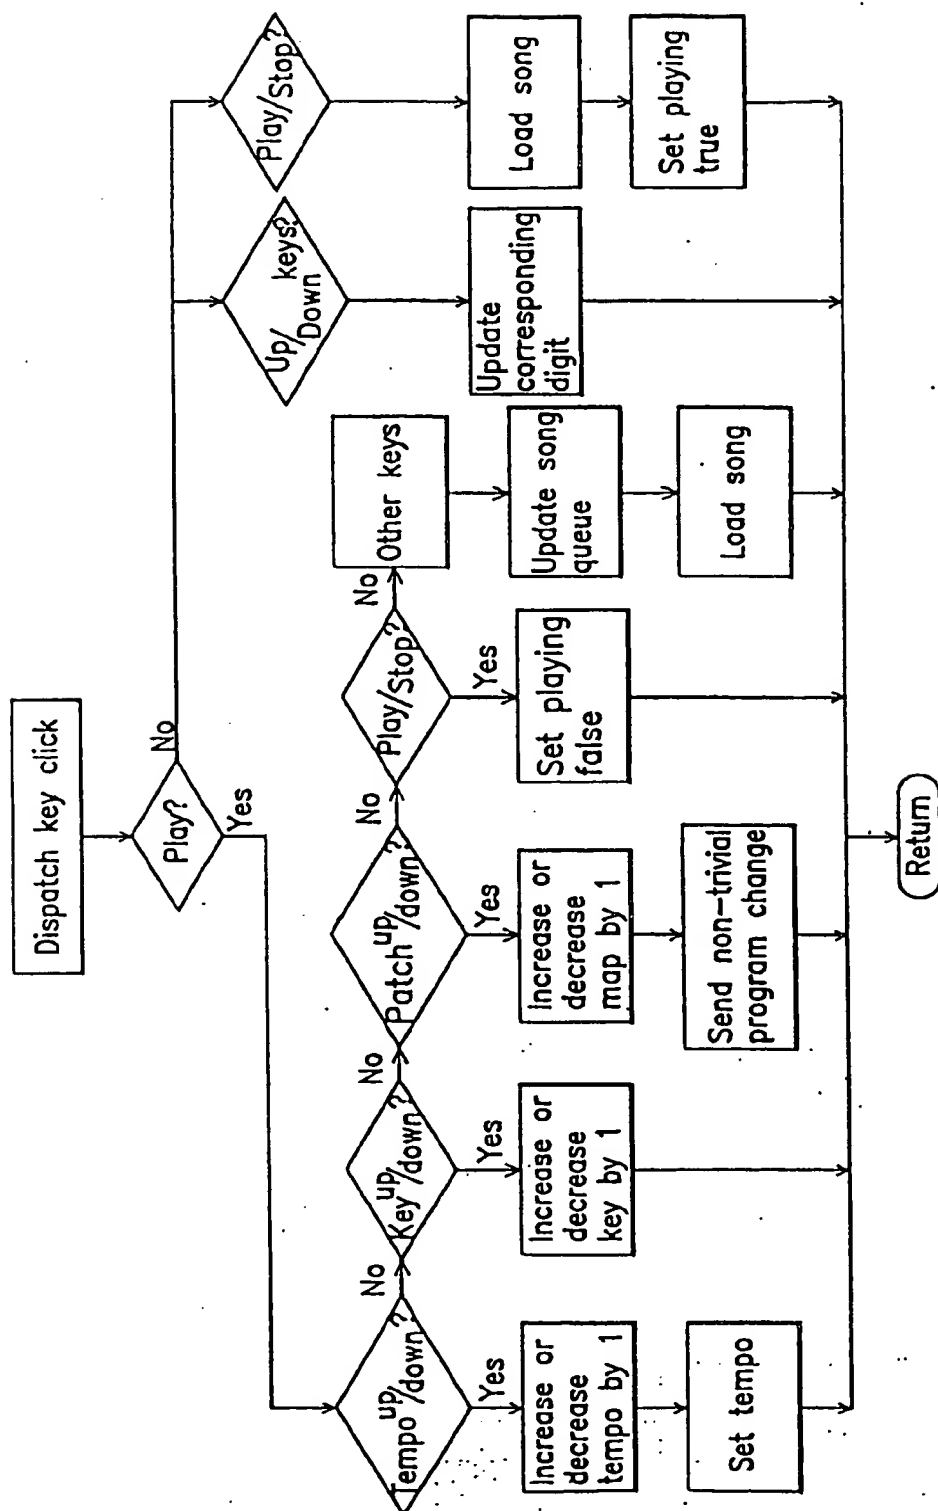 Dispatch key click
Play?
No
Yes
Tempo up
/down?
Yes
Increase or
decrease
tempo by 1
Set tempo
No
Key up
/down?
Yes
Increase or
decrease
key by 1
No
Patch up
/down?
Yes
Increase or
decrease
map by 1
Send non-trivial
program change
No
Play/Stop?
Yes
Set playing
false
No
Other keys
Update song
queue
Load song
Up/
Down
keys?
Update
corresponding
digit
Play/Stop?
Load song
Set playing
true
Return